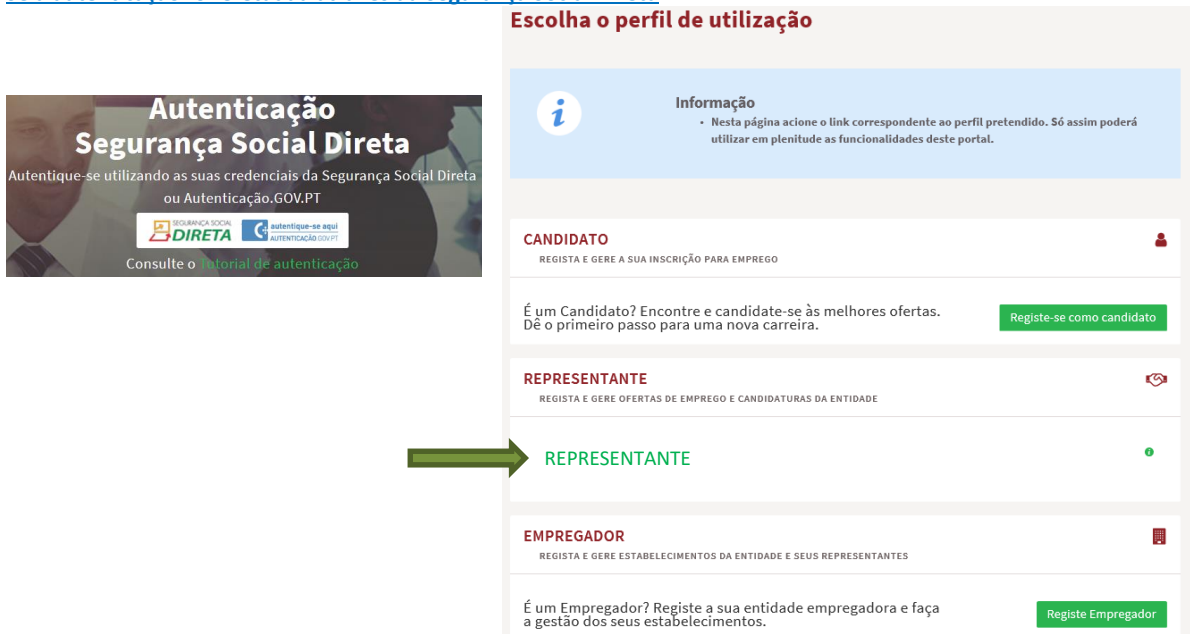 Autenticação
Segurança Social Direta
Autentique-se utilizando as suas credenciais da Segurança Social Direta
ou Autenticação.GOV.PT
SEGURANÇA SOCIAL
DIRETA
autentique-se aqui
AUTENTICAÇÃO GOV.PT
Consulte o Tutorial de autenticação
Escolha o perfil de utilização
Informação
• Nesta página acione o link correspondente ao perfil pretendido. Só assim poderá
utilizar em plenitude as funcionalidades deste portal.
CANDIDATO
REGISTA E GERE A SUA INSCRIÇÃO PARA EMPREGO
É um Candidato? Encontre e candidate-se às melhores ofertas.
Dê o primeiro passo para uma nova carreira.
Registe-se como candidato
REPRESENTANTE
REGISTA E GERE OFERTAS DE EMPREGO E CANDIDATURAS DA ENTIDADE
REPRESENTANTE
EMPREGADOR
REGISTA E GERE ESTABELECIMENTOS DA ENTIDADE E SEUS REPRESENTANTES
É um Empregador? Registe a sua entidade empregadora e faça
a gestão dos seus estabelecimentos.
Registe Empregador